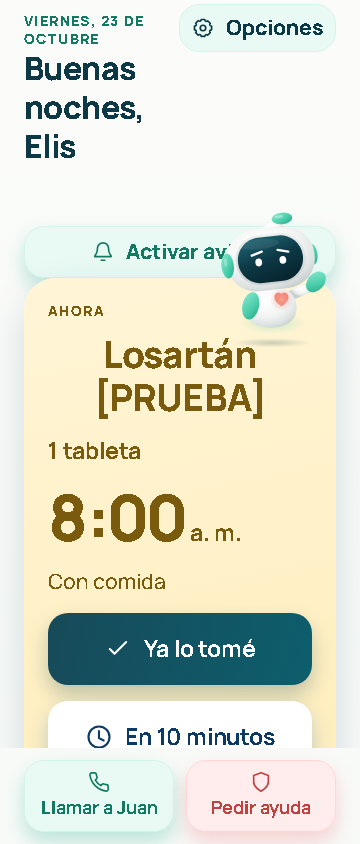 VIERNES, 23 DE
OCTUBRE
Buenas
noches,
Elis
Opciones
Activar
AHORA
Losartán
[PRUEBA]
1 tableta
8:00 a. m.
Con comida
Ya lo tomé
En 10 minutos
Llamar a Juan
Pedir ayuda